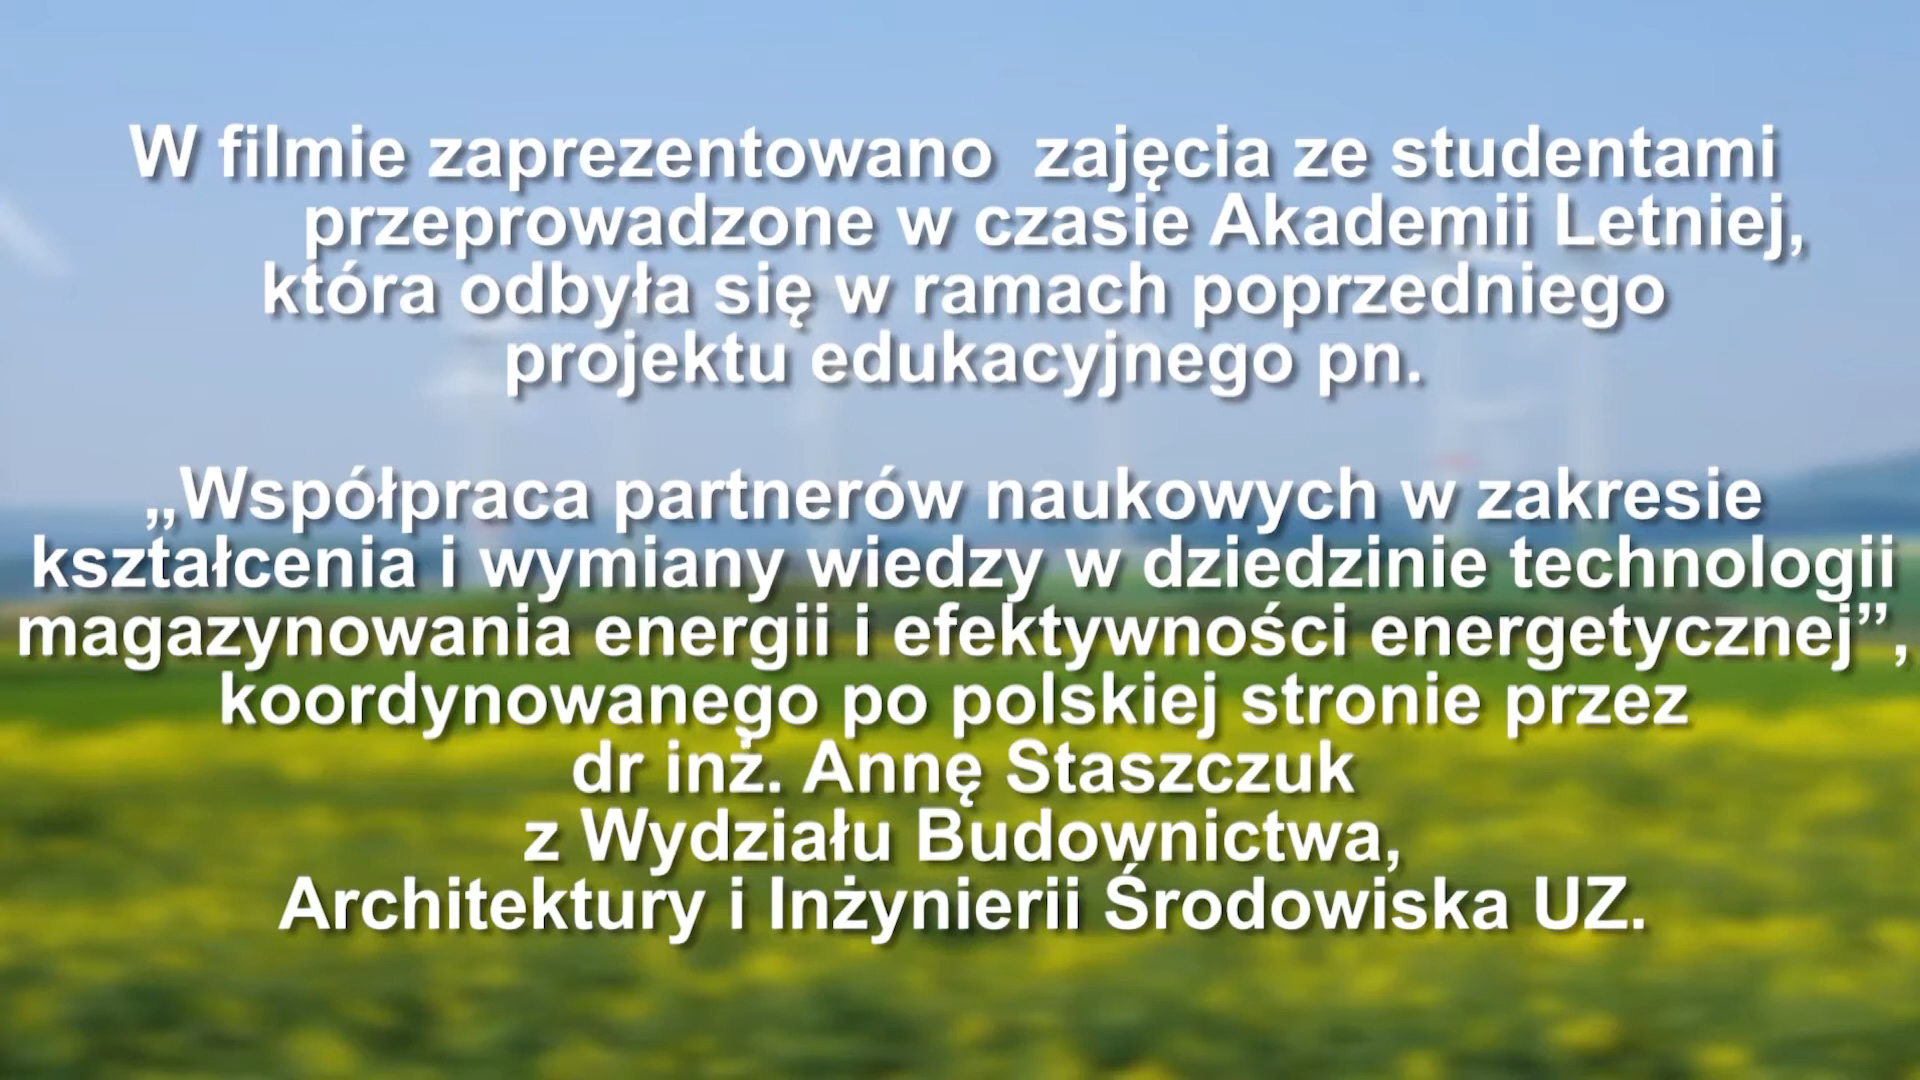 W filmie zaprezentowano zajęcia ze studentami
przeprowadzone w czasie Akademii Letniej,
która odbyła się w ramach poprzedniego
projektu edukacyjnego pn.
„Współpraca partnerów naukowych w zakresie
kształcenia i wymiany wiedzy w dziedzinie technologii
magazynowania energii i efektywności energetycznej”,
koordynowanego po polskiej stronie przez
dr inż. Annę Staszczuk
z Wydziału Budownictwa,
Architektury i Inżynierii Środowiska UZ.